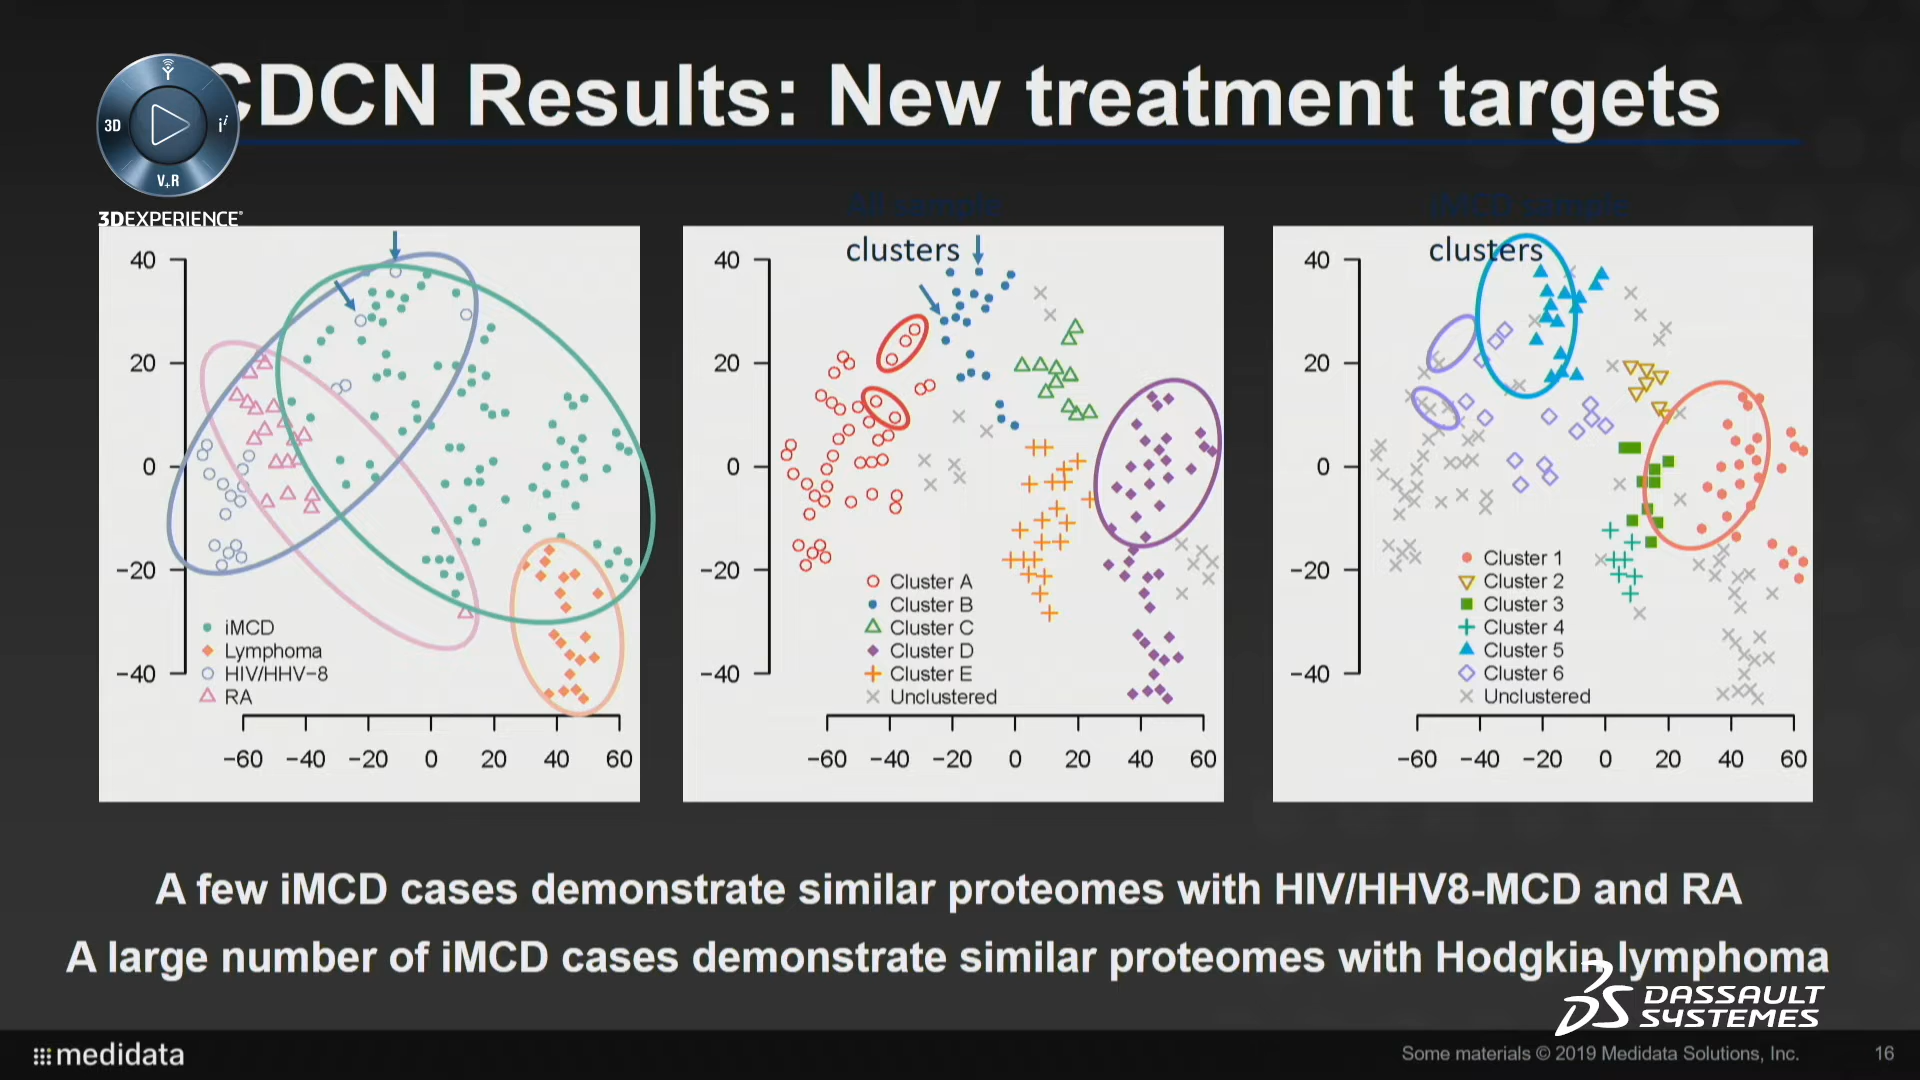 CDCN Results: New treatment targets
3D
i
V+R
3DEXPERIENCE®
All sample clusters
iMCD sample clusters
40
20
0
−20
−40
iMCD
Lymphoma
HIV/HHV−8
RA
−60 −40 −20 0 20 40 60
40
20
0
−20
−40
Cluster A
Cluster B
Cluster C
Cluster D
Cluster E
Unclustered
−60 −40 −20 0 20 40 60
40
20
0
−20
−40
Cluster 1
Cluster 2
Cluster 3
Cluster 4
Cluster 5
Cluster 6
Unclustered
−60 −40 −20 0 20 40 60
A few iMCD cases demonstrate similar proteomes with HIV/HHV8-MCD and RA
A large number of iMCD cases demonstrate similar proteomes with Hodgkin lymphoma
DASSAULT
SYSTEMES
medidata
Some materials © 2019 Medidata Solutions, Inc.
16